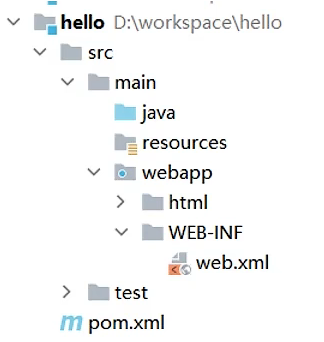 hello D:\workspace\hello
src
main
java
resources
webapp
html
WEB-INF
web.xml
test
pom.xml